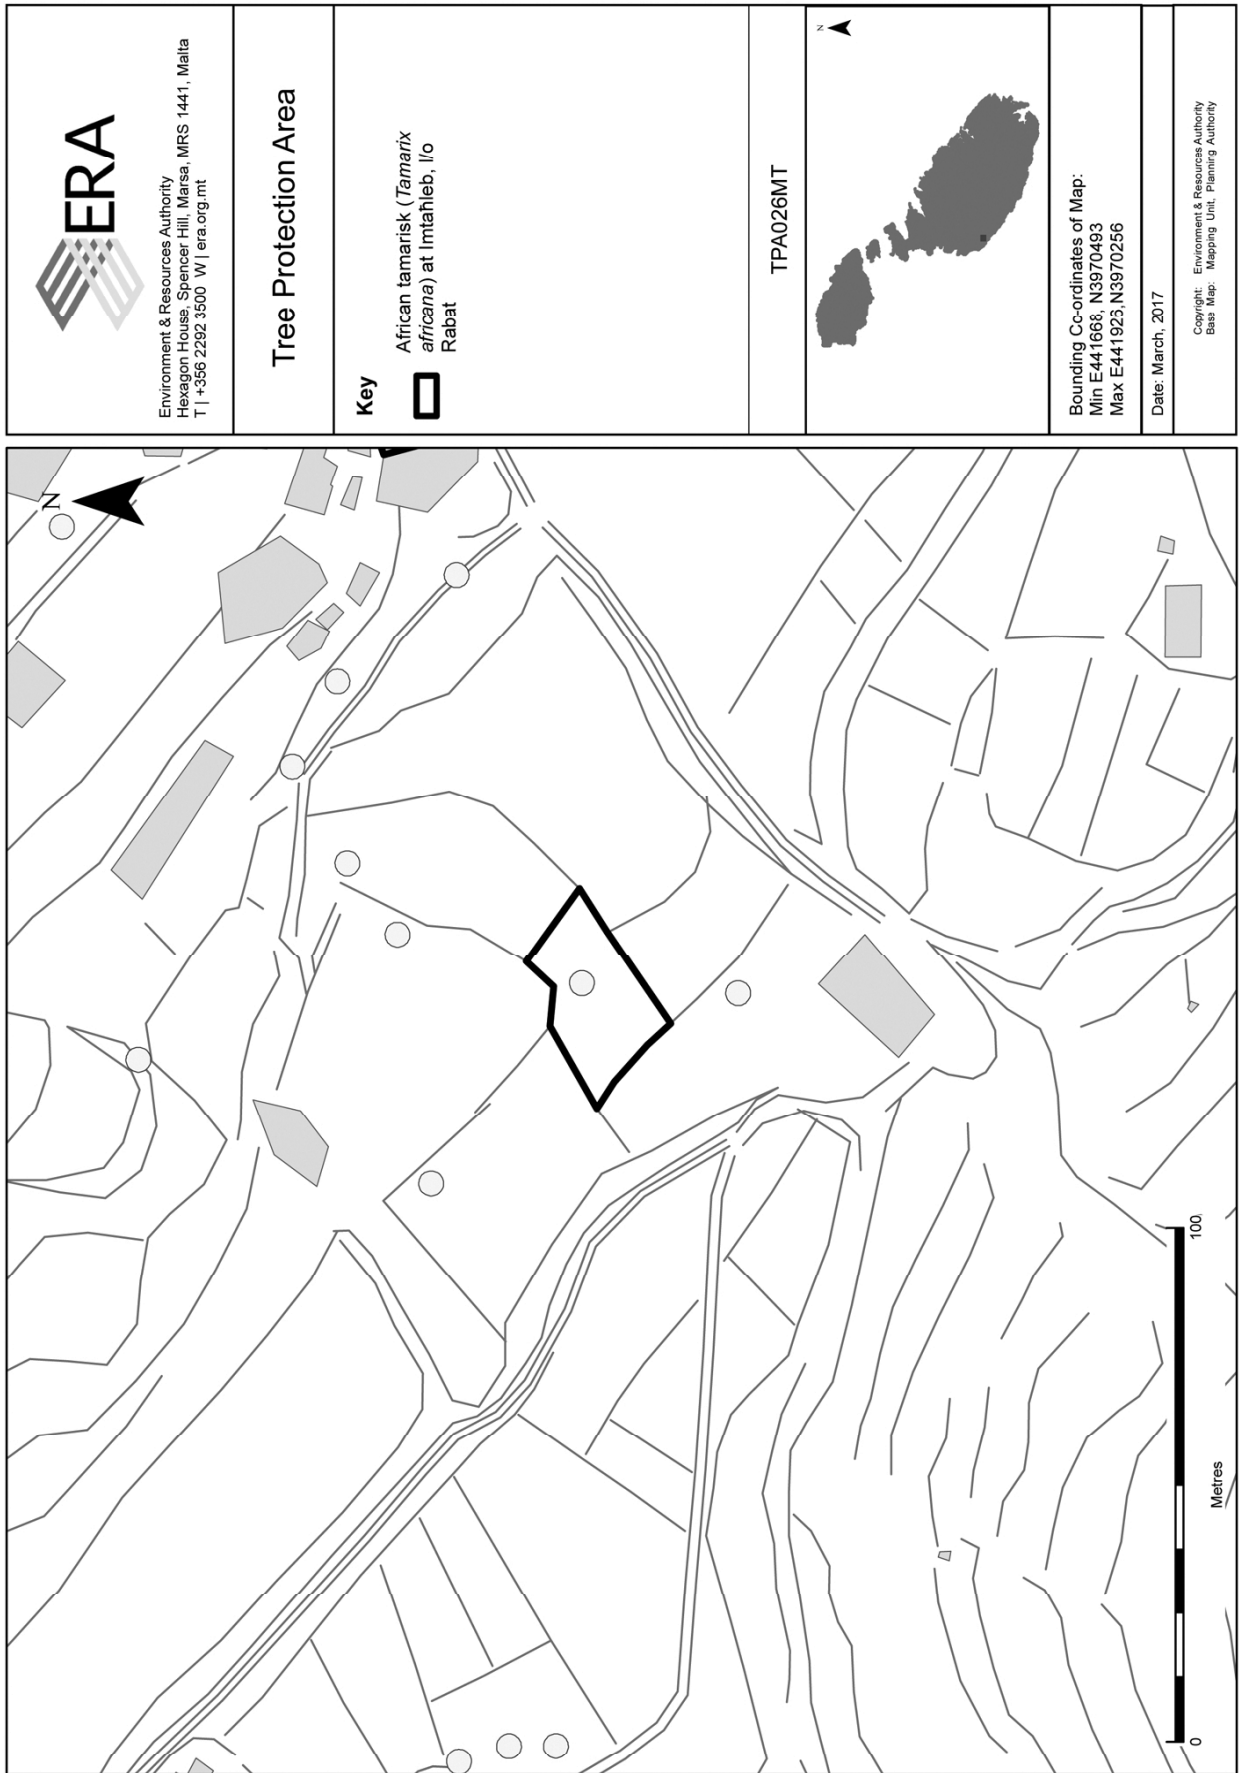 ERA
Environment & Resources Authority
Hexagon House, Spencer Hill, Marsa, MRS 1441, Malta
T | +356 2292 3500 W | era.org.mt
Tree Protection Area
Key
African tamarisk (Tamarix
africana) at Imtahleb, l/o
Rabat
TPA026MT
N
Bounding Co-ordinates of Map:
Min E441668, N3970493
Max E441925,N3970256
Date: March, 2017
Copyright: Environment & Resources Authority
Base Map: Mapping Unit, Planning Authority
N
0
100
Metres